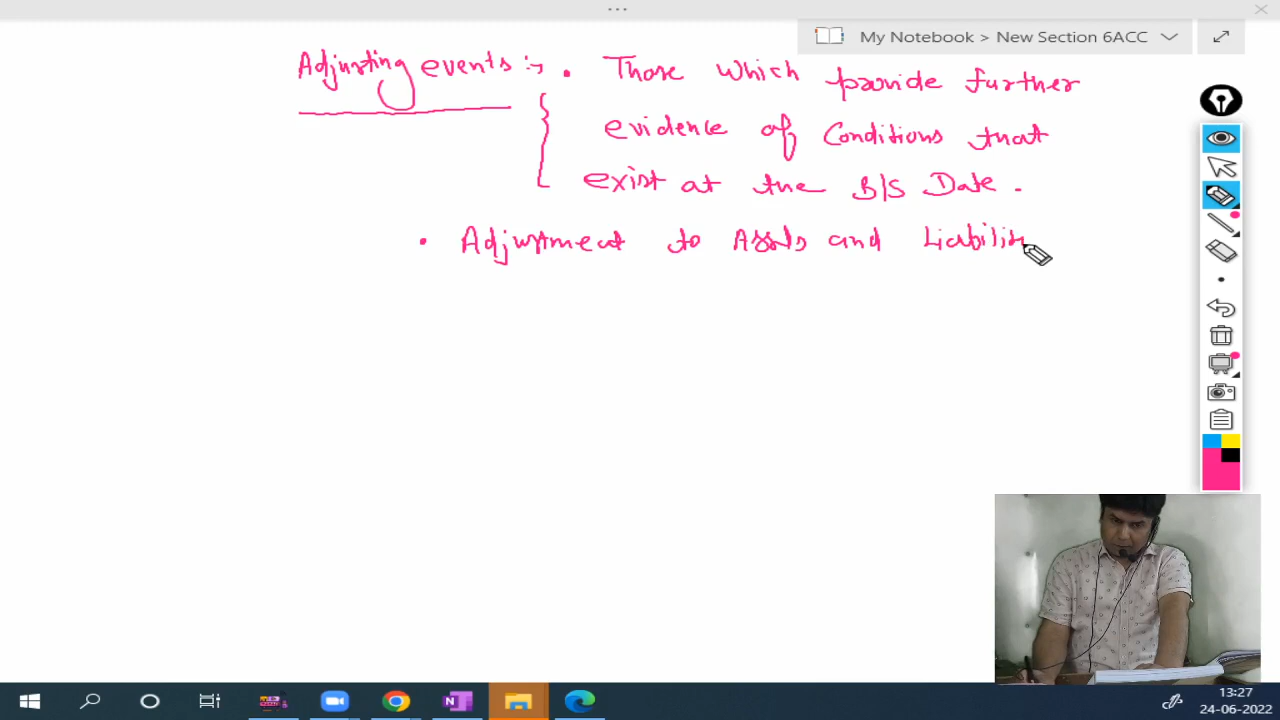 My Notebook > New Section 6ACC
Adjusting events :- • Those which provide further
evidence of Conditions that
exist at the B/S Date .
• Adjustment to Assets and Liabiliti
13:27
24-06-2022